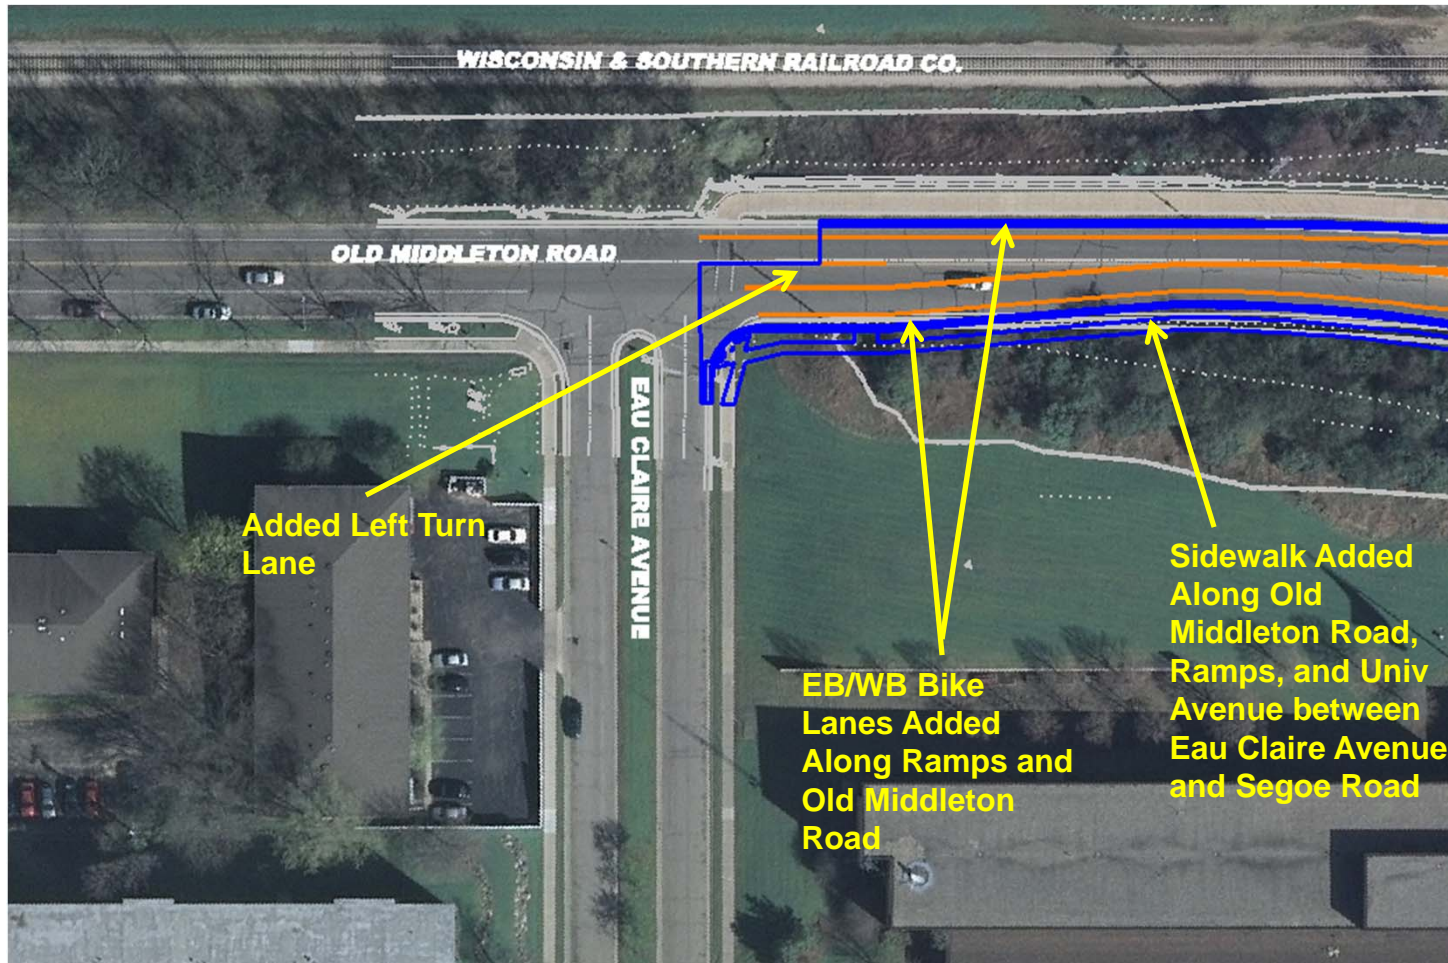 WISCONSIN & SOUTHERN RAILROAD CO.
OLD MIDDLETON ROAD
EAU CLAIRE AVENUE
Added Left Turn
Lane
EB/WB Bike
Lanes Added
Along Ramps and
Old Middleton
Road
Sidewalk Added
Along Old
Middleton Road,
Ramps, and Univ
Avenue between
Eau Claire Avenue
and Segoe Road